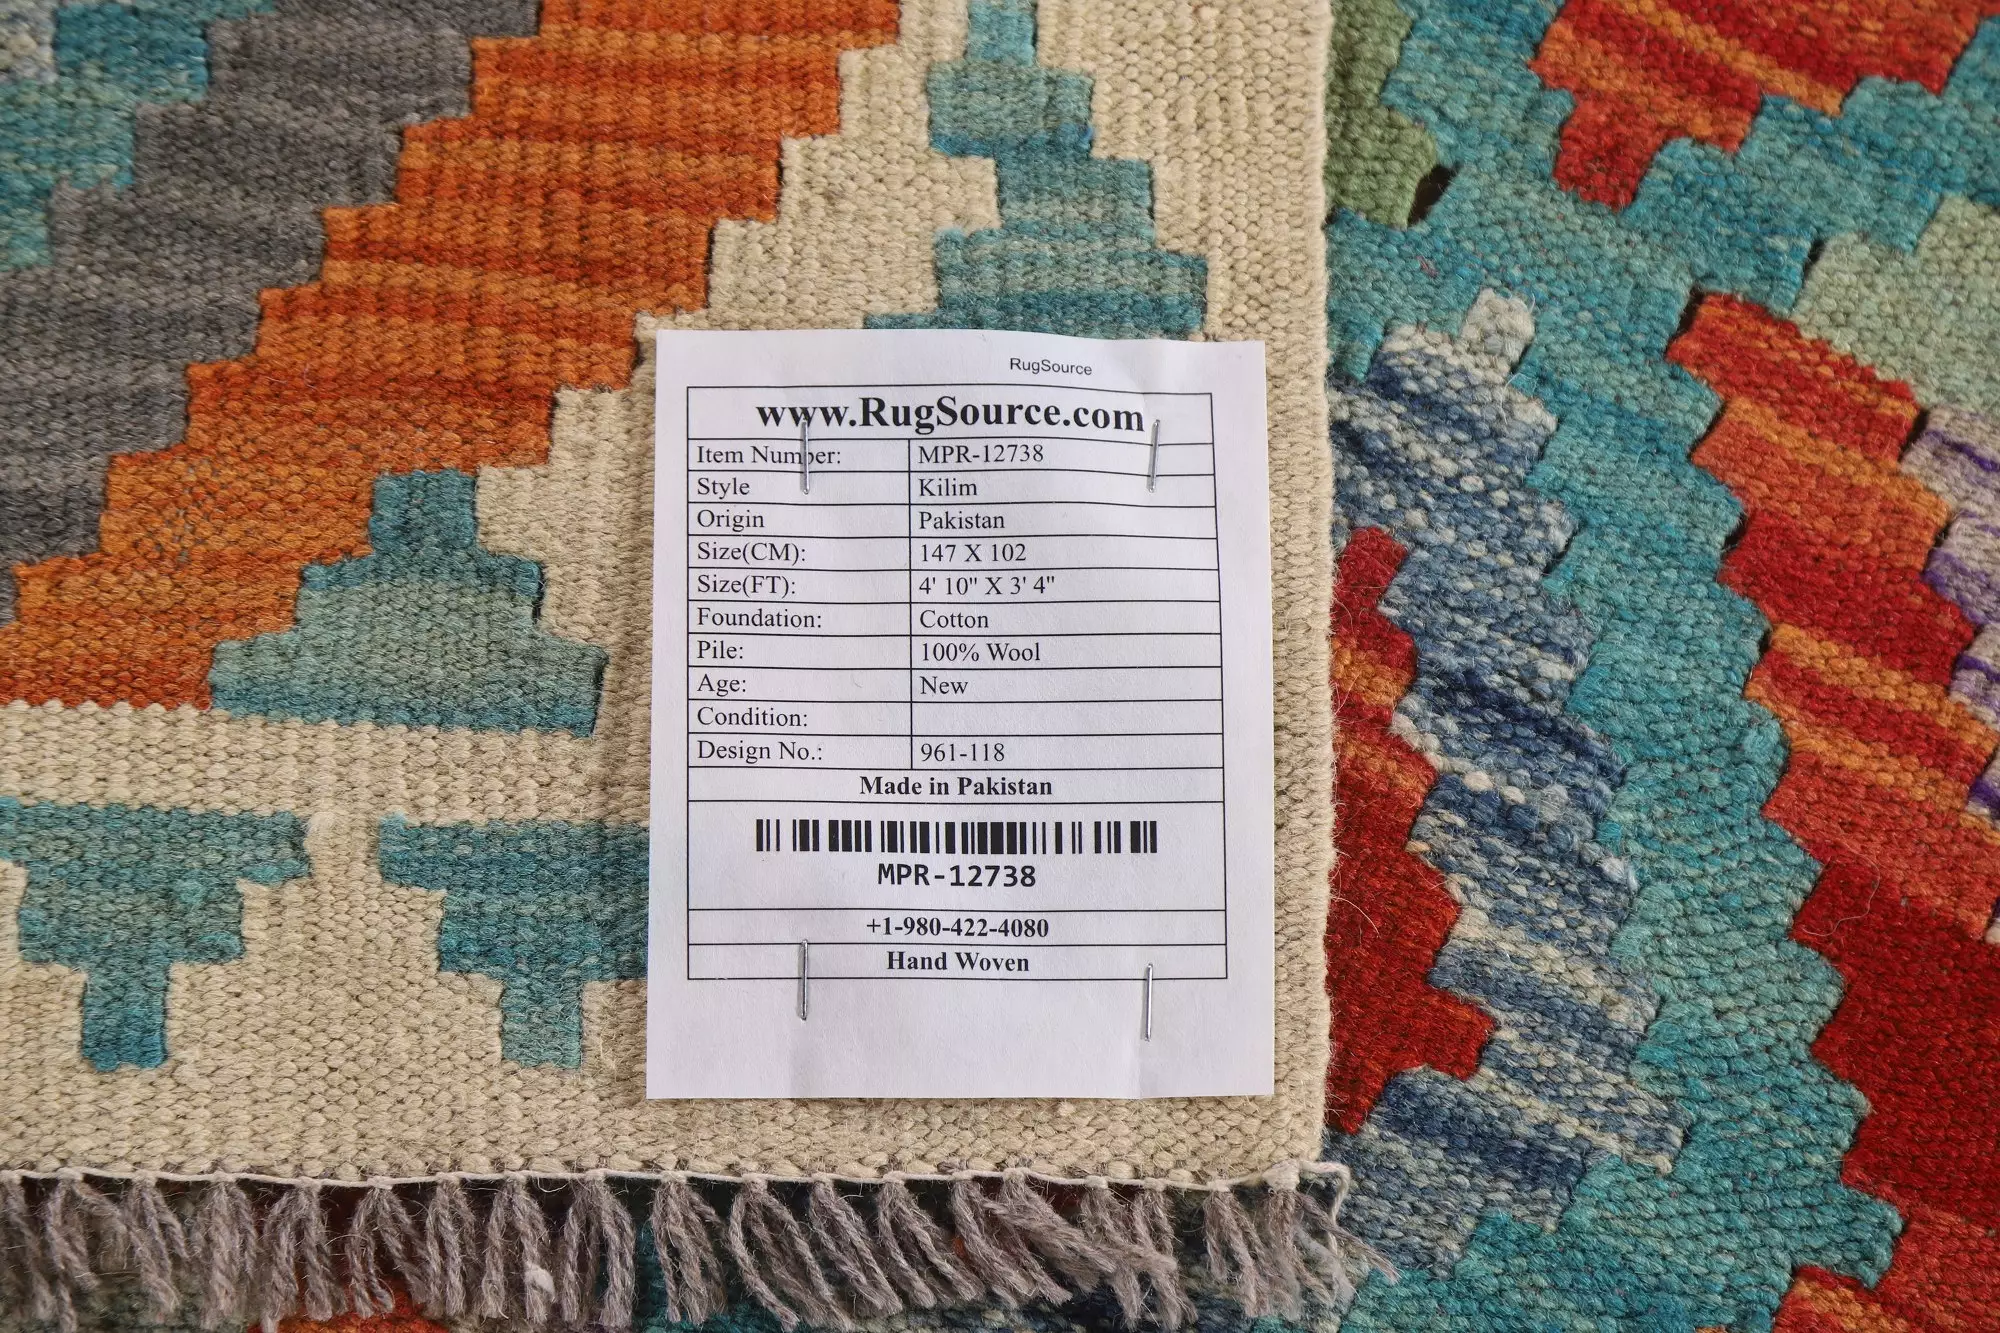 RugSource
www.RugSource.com
Item Number: MPR-12738
Style Kilim
Origin Pakistan
Size(CM): 147 X 102
Size(FT): 4' 10" X 3' 4"
Foundation: Cotton
Pile: 100% Wool
Age: New
Condition:
Design No.: 961-118
Made in Pakistan
MPR-12738
+1-980-422-4080
Hand Woven